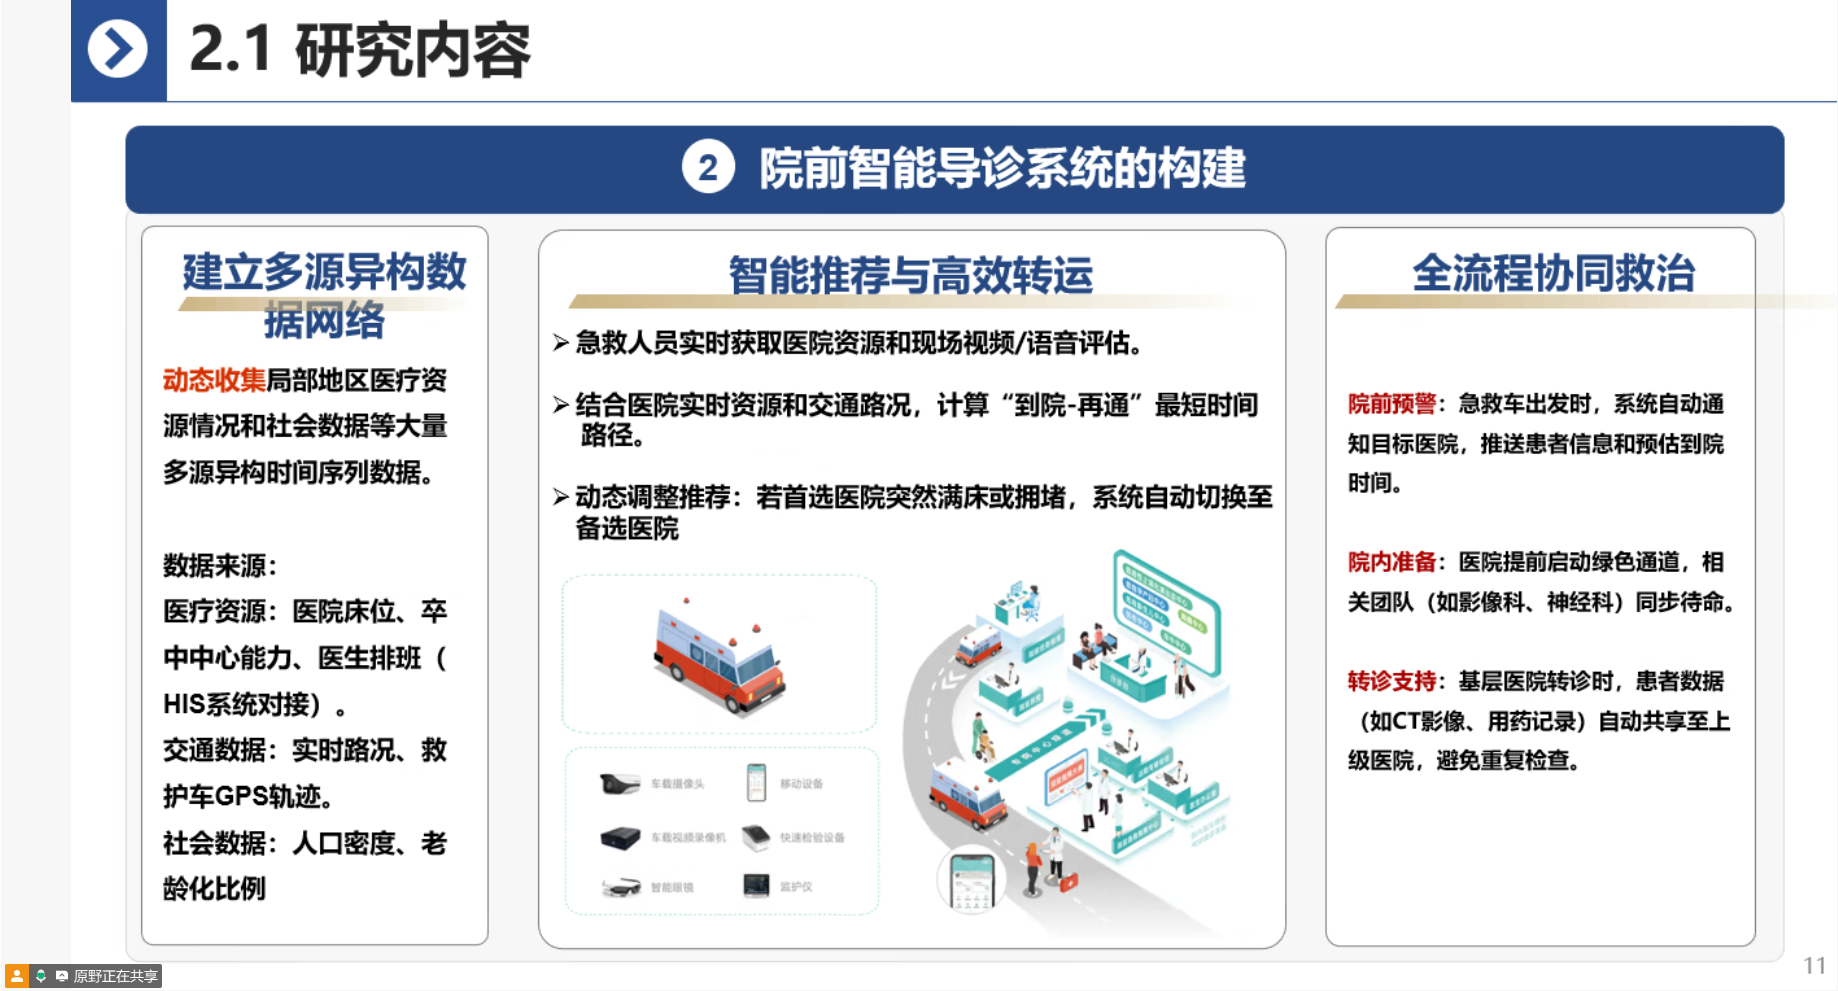 2.1 研究内容
2 院前智能导诊系统的构建
建立多源异构数
据网络
动态收集局部地区医疗资
源情况和社会数据等大量
多源异构时间序列数据。
数据来源：
医疗资源：医院床位、卒
中中心能力、医生排班（
HIS系统对接）。
交通数据：实时路况、救
护车GPS轨迹。
社会数据：人口密度、老
龄化比例
智能推荐与高效转运
➢ 急救人员实时获取医院资源和现场视频/语音评估。
➢ 结合医院实时资源和交通路况，计算“到院-再通”最短时间
路径。
➢ 动态调整推荐：若首选医院突然满床或拥堵，系统自动切换至
备选医院
车载摄像头
移动设备
车载视频录像机
快速检验设备
智能眼镜
监护仪
分诊台
全流程协同救治
院前预警：急救车出发时，系统自动通
知目标医院，推送患者信息和预估到院
时间。
院内准备：医院提前启动绿色通道，相
关团队（如影像科、神经科）同步待命。
转诊支持：基层医院转诊时，患者数据
（如CT影像、用药记录）自动共享至上
级医院，避免重复检查。
11
原野正在共享